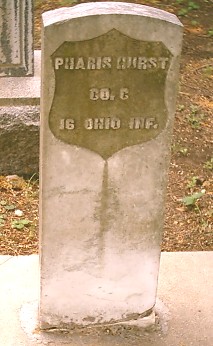 PHARIS HURST
CO. C
16 OHIO INF.